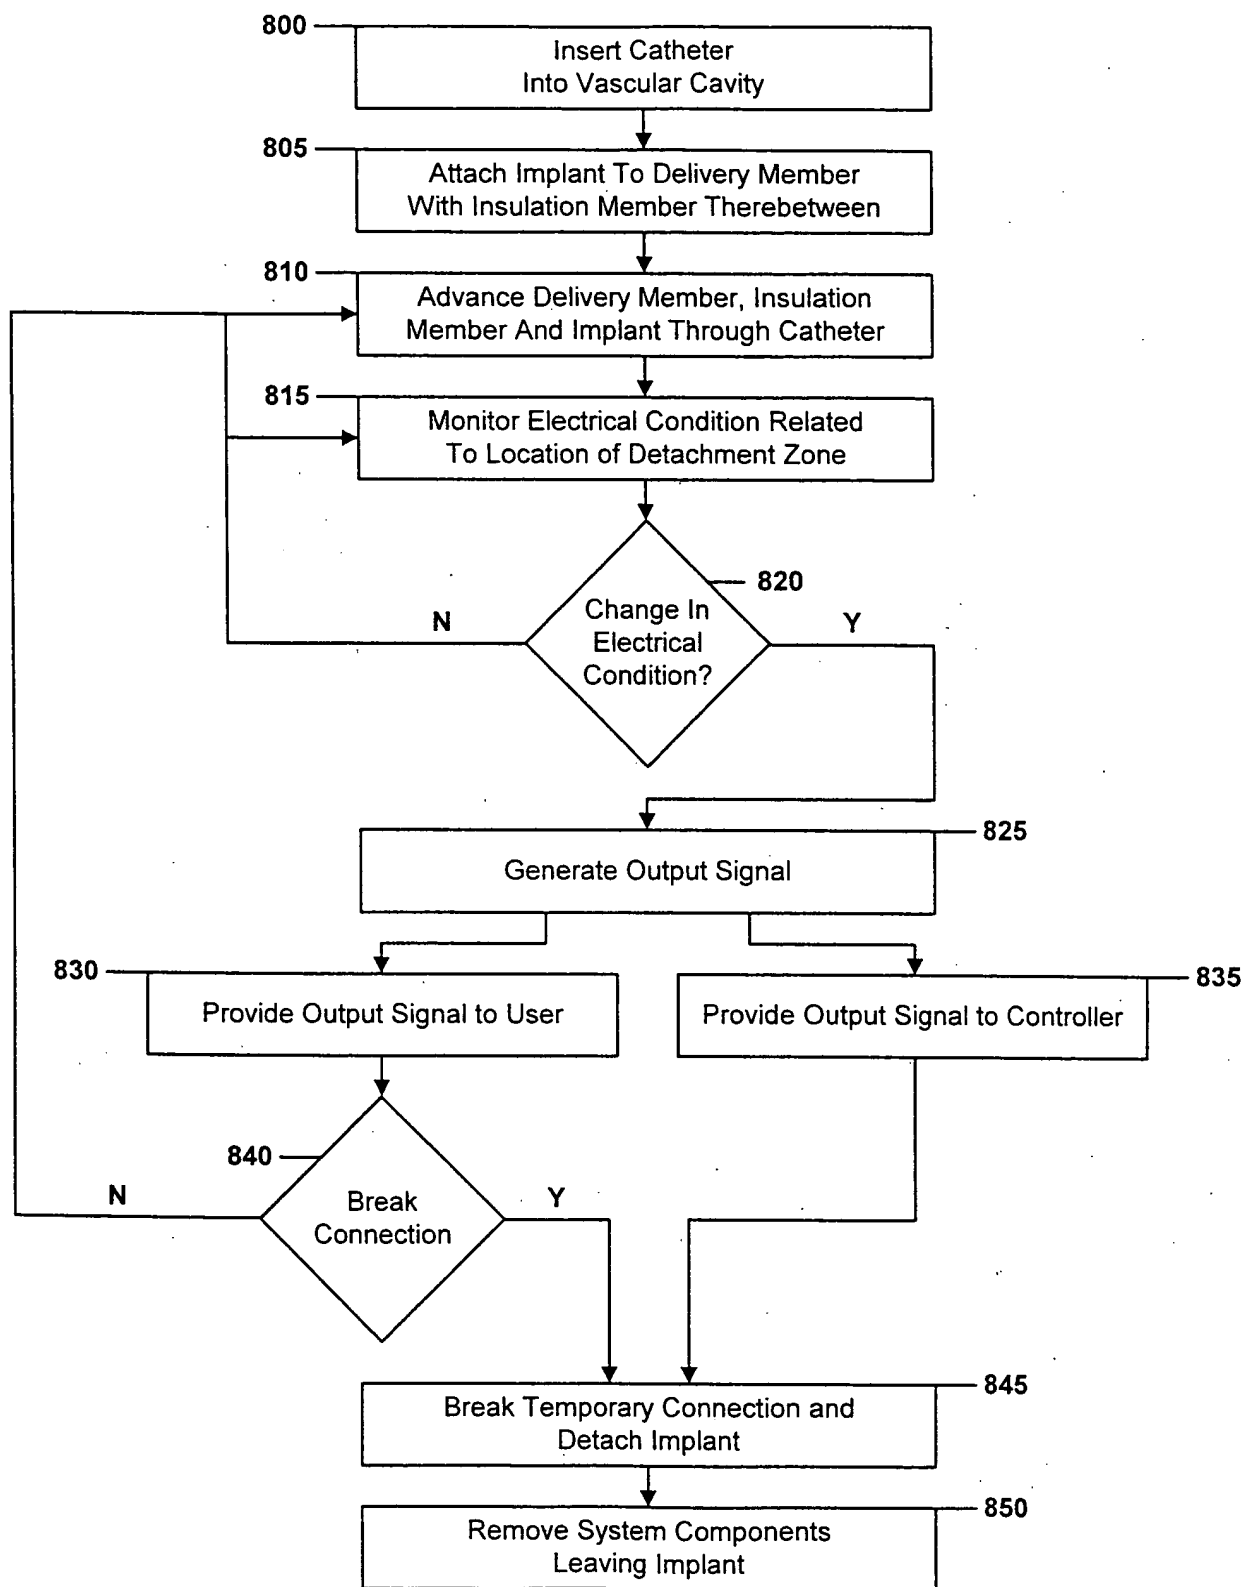 800
Insert Catheter
Into Vascular Cavity
805
Attach Implant To Delivery Member
With Insulation Member Therebetween
810
Advance Delivery Member, Insulation
Member And Implant Through Catheter
815
Monitor Electrical Condition Related
To Location of Detachment Zone
820
Change In
Electrical
Condition?
N
Y
825
Generate Output Signal
830
Provide Output Signal to User
835
Provide Output Signal to Controller
840
Break
Connection
N
Y
845
Break Temporary Connection and
Detach Implant
850
Remove System Components
Leaving Implant